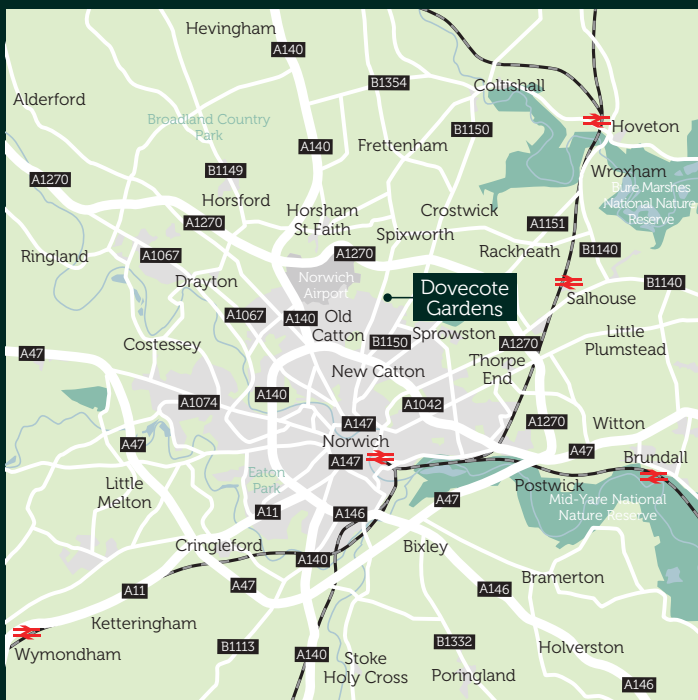 Hevingham
A140
B1354
Coltishall
Alderford
Broadland Country
Park
B1150
Hoveton
A140
Frettenham
B1149
Wroxham
A1270
Bure Marshes
National Nature
Reserve
Horsford
Horsham
St Faith
Crostwick
A1270
A1151
Spixworth
Ringland
A1067
A1270
Rackheath
B1140
Drayton
Norwich
Airport
Dovecote
Gardens
B1140
Salhouse
A1067
A140
Old
Catton
Sprowston
Little
Plumstead
Costessey
B1150
A1270
A47
New Catton
Thorpe
End
A140
A1074
A1042
A147
A1270
Witton
A47
Norwich
A47
A147
Brundall
Eaton
Park
Little
Melton
Postwick
A47
Mid-Yare National
Nature Reserve
A11
A146
Cringleford
Bixley
A140
Bramerton
A47
A11
A146
Ketteringham
B1113
B1332
Holverston
Wymondham
A140
Stoke
Holy Cross
Poringland
A146